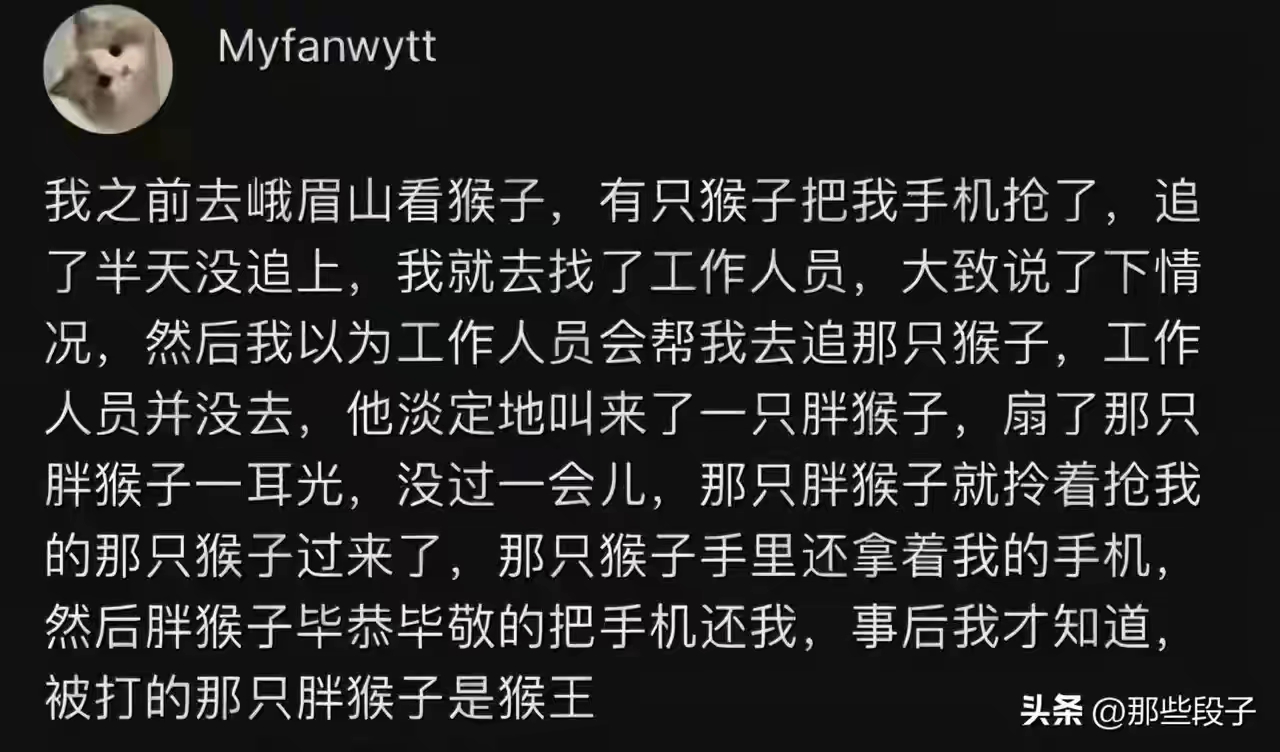 Myfanwytt
我之前去峨眉山看猴子，有只猴子把我手机抢了，追
了半天没追上，我就去找了工作人员，大致说了下情
况，然后我以为工作人员会帮我去追那只猴子，工作
人员并没去，他淡定地叫来了一只胖猴子，扇了那只
胖猴子一耳光，没过一会儿，那只胖猴子就拎着抢我
的那只猴子过来了，那只猴子手里还拿着我的手机，
然后胖猴子毕恭毕敬的把手机还我，事后我才知道，
被打的那只胖猴子是猴王
头条 @那些段子